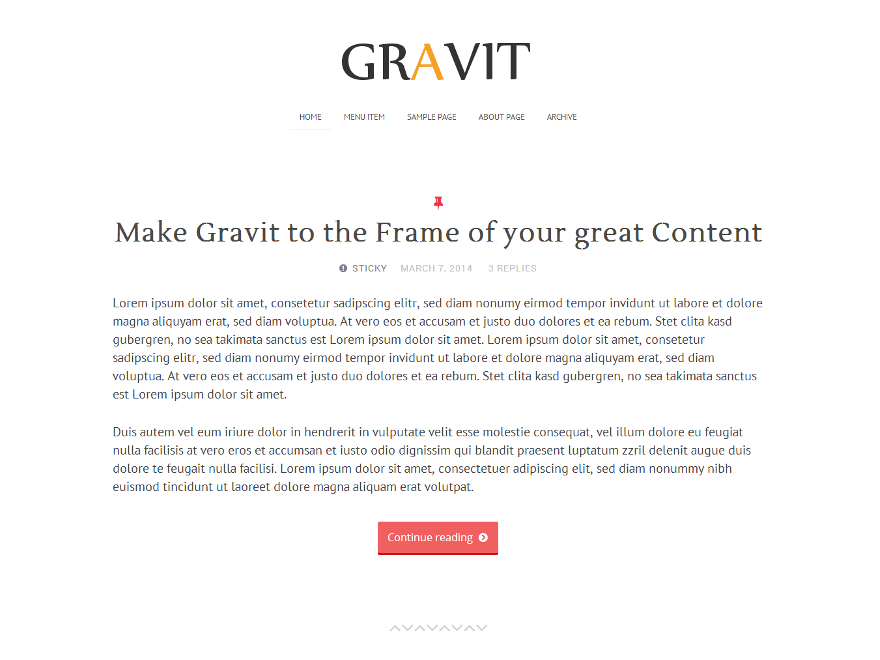 GRAVIT
HOME MENU ITEM SAMPLE PAGE ABOUT PAGE ARCHIVE
Make Gravit to the Frame of your great Content
STICKY MARCH 7, 2014 3 REPLIES
Lorem ipsum dolor sit amet, consetetur sadipscing elitr, sed diam nonumy eirmod tempor invidunt ut labore et dolore
magna aliquyam erat, sed diam voluptua. At vero eos et accusam et justo duo dolores et ea rebum. Stet clita kasd
gubergren, no sea takimata sanctus est Lorem ipsum dolor sit amet. Lorem ipsum dolor sit amet, consetetur
sadipscing elitr, sed diam nonumy eirmod tempor invidunt ut labore et dolore magna aliquyam erat, sed diam
voluptua. At vero eos et accusam et justo duo dolores et ea rebum. Stet clita kasd gubergren, no sea takimata sanctus
est Lorem ipsum dolor sit amet.
Duis autem vel eum iriure dolor in hendrerit in vulputate velit esse molestie consequat, vel illum dolore eu feugiat
nulla facilisis at vero eros et accumsan et iusto odio dignissim qui blandit praesent luptatum zzril delenit augue duis
dolore te feugait nulla facilisi. Lorem ipsum dolor sit amet, consectetuer adipiscing elit, sed diam nonummy nibh
euismod tincidunt ut laoreet dolore magna aliquam erat volutpat.
Continue reading